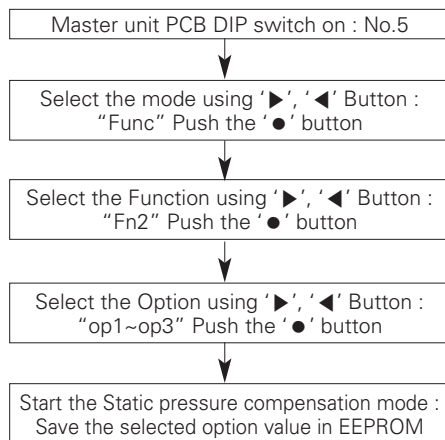 Master unit PCB DIP switch on : No.5
Select the mode using ‘▶’, ‘◀’ Button :
“Func” Push the ‘●’ button
Select the Function using ‘▶’, ‘◀’ Button :
“Fn2” Push the ‘●’ button
Select the Option using ‘▶’, ‘◀’ Button :
“op1~op3” Push the ‘●’ button
Start the Static pressure compensation mode :
Save the selected option value in EEPROM